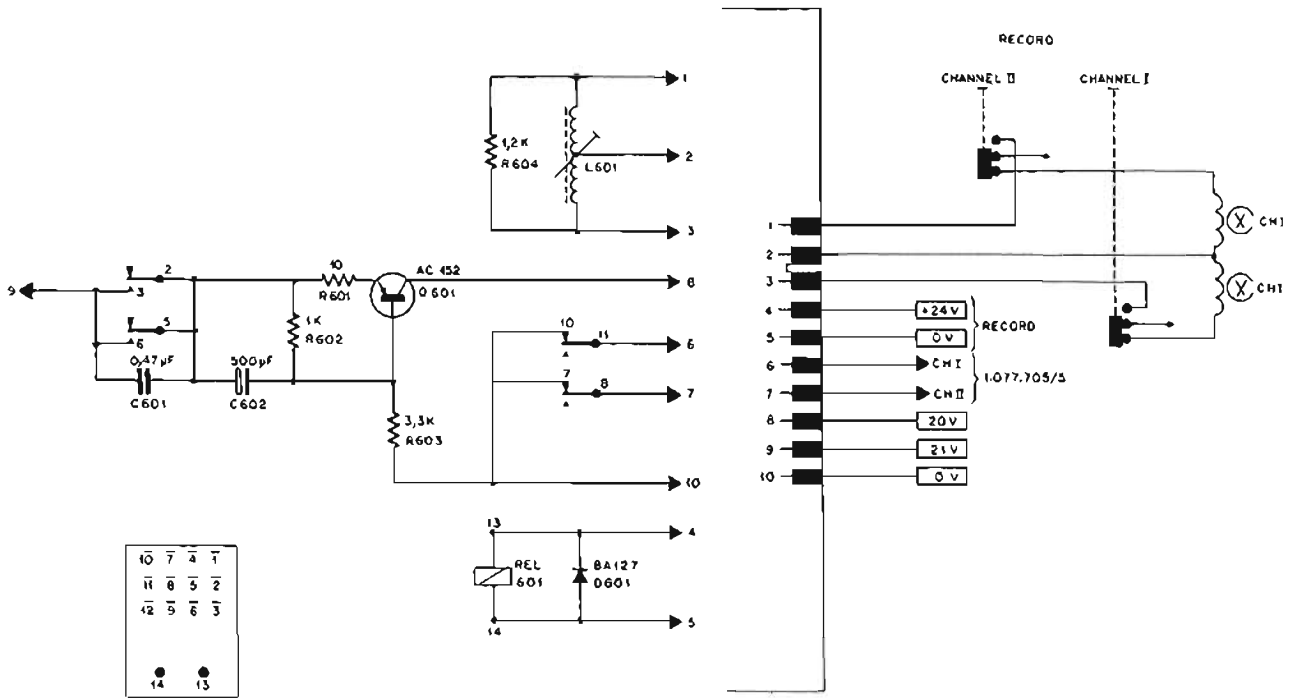 RECORD
CHANNEL II
CHANNEL I
1
1,2K
R604
L601
2
3
1
CH I
2
9
2
3
10
R601
AC 152
Q601
8
3
CH I
5
6
1K
R602
10
11
6
4
+24V
RECORD
5
0V
0,47µF
C601
500µF
C602
7
8
7
6
CH I
1.077.705/5
7
CH II
3,3K
R603
8
20V
9
21V
10
10
0V
13
4
REL
601
BA127
D601
14
5
10 7 4 1
11 8 5 2
12 9 6 3
14 13